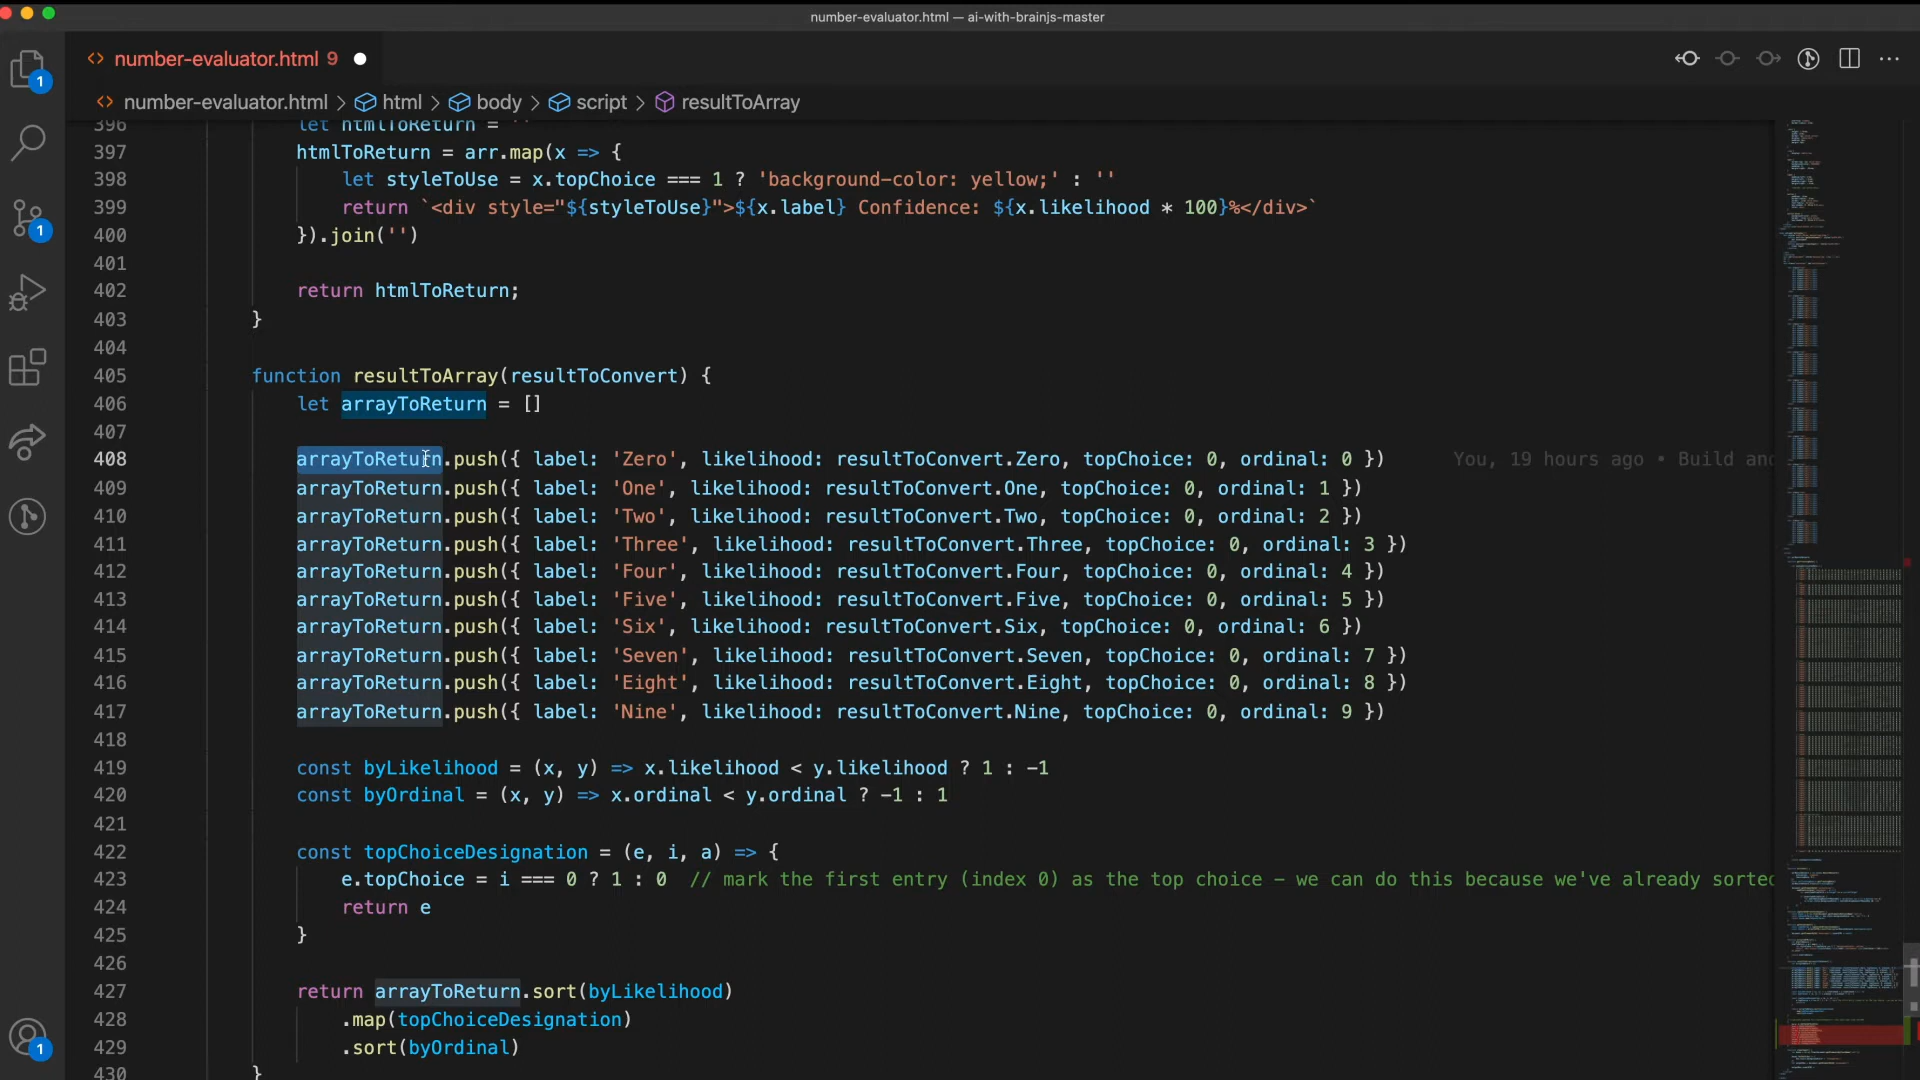 number-evaluator.html — ai-with-brainjs-master
number-evaluator.html 9
number-evaluator.html > html > body > script > resultToArray
1
1
1
396 let htmlToReturn = ''
397 htmlToReturn = arr.map(x => {
398 let styleToUse = x.topChoice === 1 ? 'background-color: yellow;' : ''
399 return `<div style="${styleToUse}">${x.label} Confidence: ${x.likelihood * 100}%</div>`
400 }).join('')
401
402 return htmlToReturn;
403 }
404
405 function resultToArray(resultToConvert) {
406 let arrayToReturn = []
407
408 arrayToReturn.push({ label: 'Zero', likelihood: resultToConvert.Zero, topChoice: 0, ordinal: 0 }) You, 19 hours ago • Build and
409 arrayToReturn.push({ label: 'One', likelihood: resultToConvert.One, topChoice: 0, ordinal: 1 })
410 arrayToReturn.push({ label: 'Two', likelihood: resultToConvert.Two, topChoice: 0, ordinal: 2 })
411 arrayToReturn.push({ label: 'Three', likelihood: resultToConvert.Three, topChoice: 0, ordinal: 3 })
412 arrayToReturn.push({ label: 'Four', likelihood: resultToConvert.Four, topChoice: 0, ordinal: 4 })
413 arrayToReturn.push({ label: 'Five', likelihood: resultToConvert.Five, topChoice: 0, ordinal: 5 })
414 arrayToReturn.push({ label: 'Six', likelihood: resultToConvert.Six, topChoice: 0, ordinal: 6 })
415 arrayToReturn.push({ label: 'Seven', likelihood: resultToConvert.Seven, topChoice: 0, ordinal: 7 })
416 arrayToReturn.push({ label: 'Eight', likelihood: resultToConvert.Eight, topChoice: 0, ordinal: 8 })
417 arrayToReturn.push({ label: 'Nine', likelihood: resultToConvert.Nine, topChoice: 0, ordinal: 9 })
418
419 const byLikelihood = (x, y) => x.likelihood < y.likelihood ? 1 : -1
420 const byOrdinal = (x, y) => x.ordinal < y.ordinal ? -1 : 1
421
422 const topChoiceDesignation = (e, i, a) => {
423 e.topChoice = i === 0 ? 1 : 0 // mark the first entry (index 0) as the top choice – we can do this because we've already sorted
424 return e
425 }
426
427 return arrayToReturn.sort(byLikelihood)
428 .map(topChoiceDesignation)
429 .sort(byOrdinal)
430 }